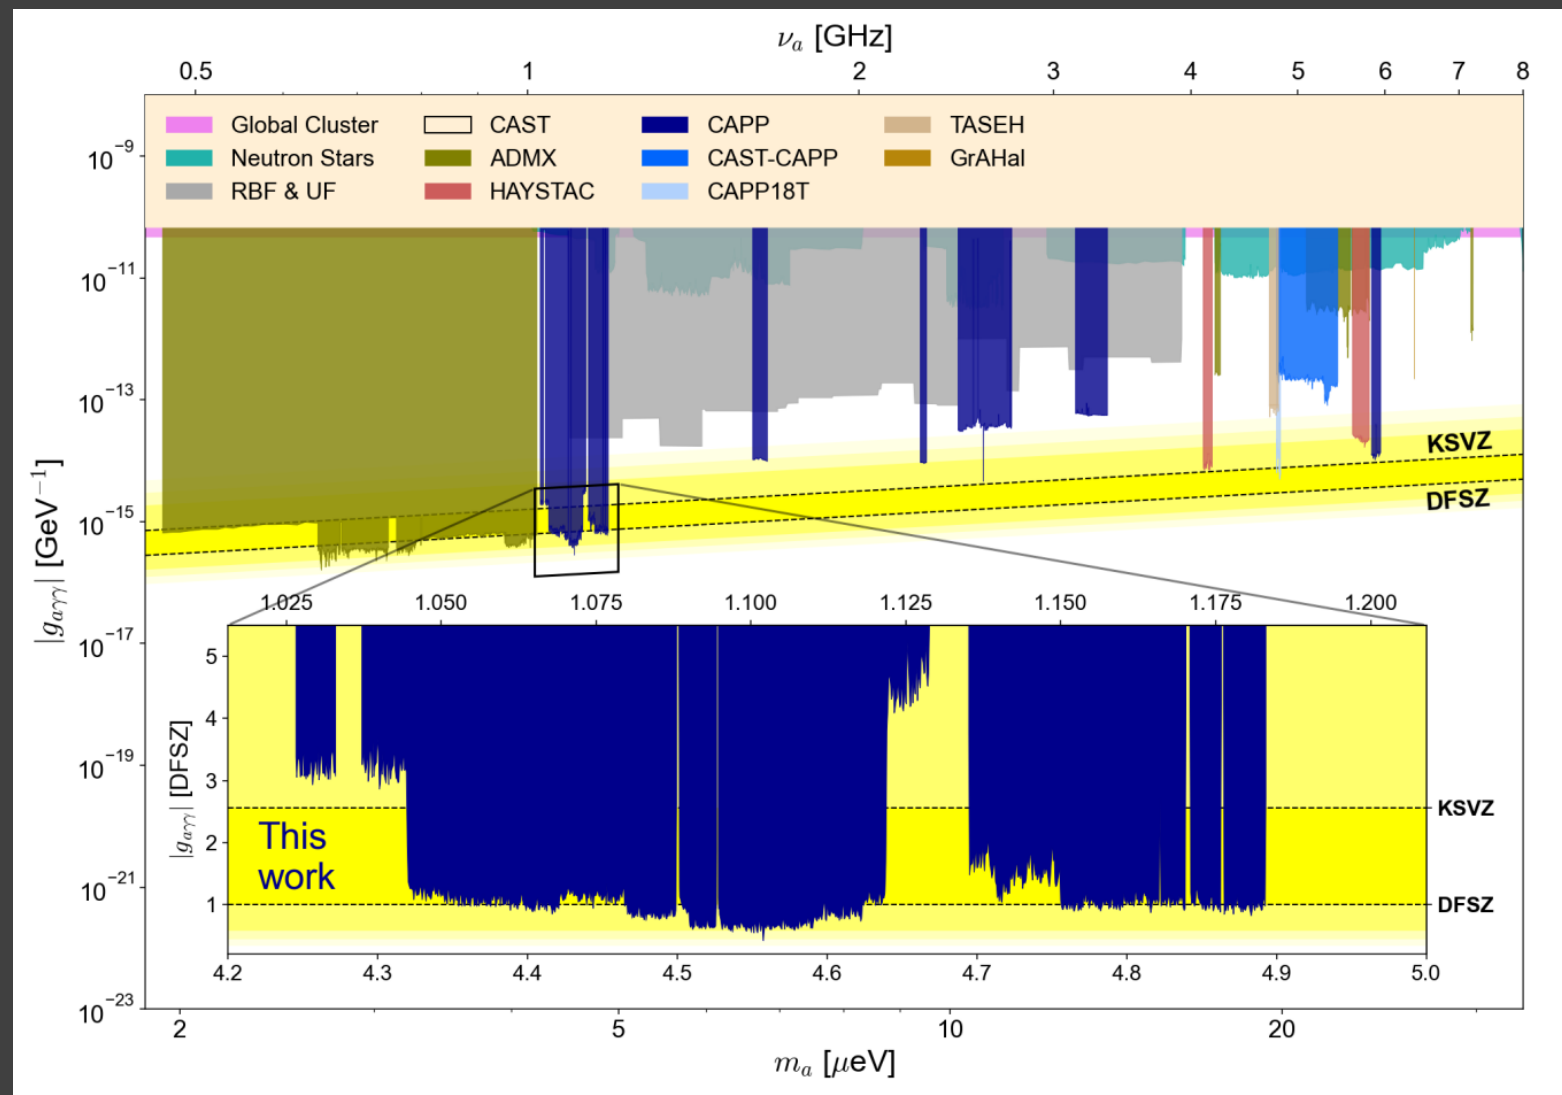 ν_a [GHz]
0.5 1 2 3 4 5 6 7 8
Global Cluster CAST CAPP TASEH
Neutron Stars ADMX CAST-CAPP GrAHal
RBF & UF HAYSTAC CAPP18T
10⁻⁹
10⁻¹¹
10⁻¹³
KSVZ
DFSZ
10⁻¹⁵
|g_{aγγ}| [GeV⁻¹]
1.025 1.050 1.075 1.100 1.125 1.150 1.175 1.200
10⁻¹⁷
5
4
10⁻¹⁹
3
|g_{aγγ}| [DFSZ]
KSVZ
This
work
2
10⁻²¹
1
DFSZ
4.2 4.3 4.4 4.5 4.6 4.7 4.8 4.9 5.0
10⁻²³
2 5 10 20
m_a [μeV]